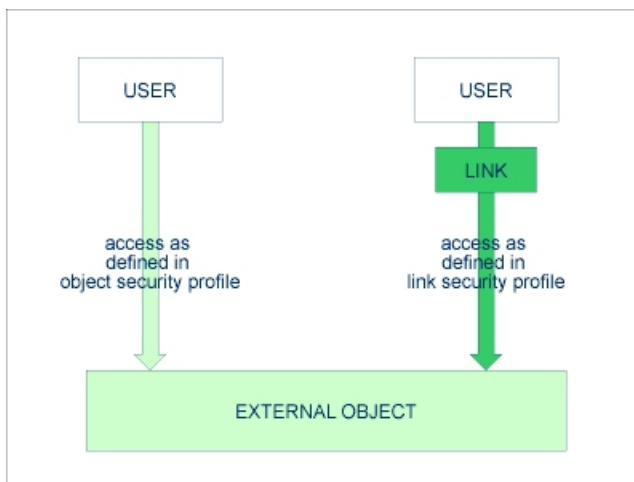 USER
USER
LINK
access as
defined in
object security profile
access as
defined in
link security profile
EXTERNAL OBJECT